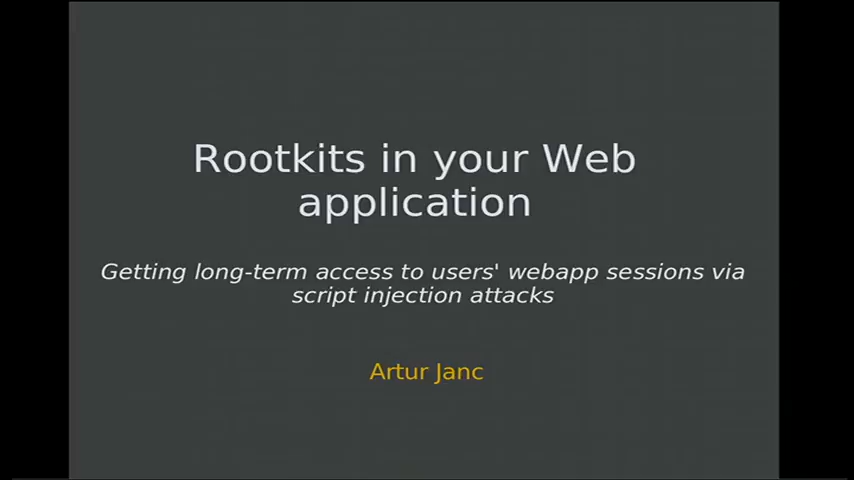 Rootkits in your Web
application
Getting long-term access to users' webapp sessions via
script injection attacks
Artur Janc